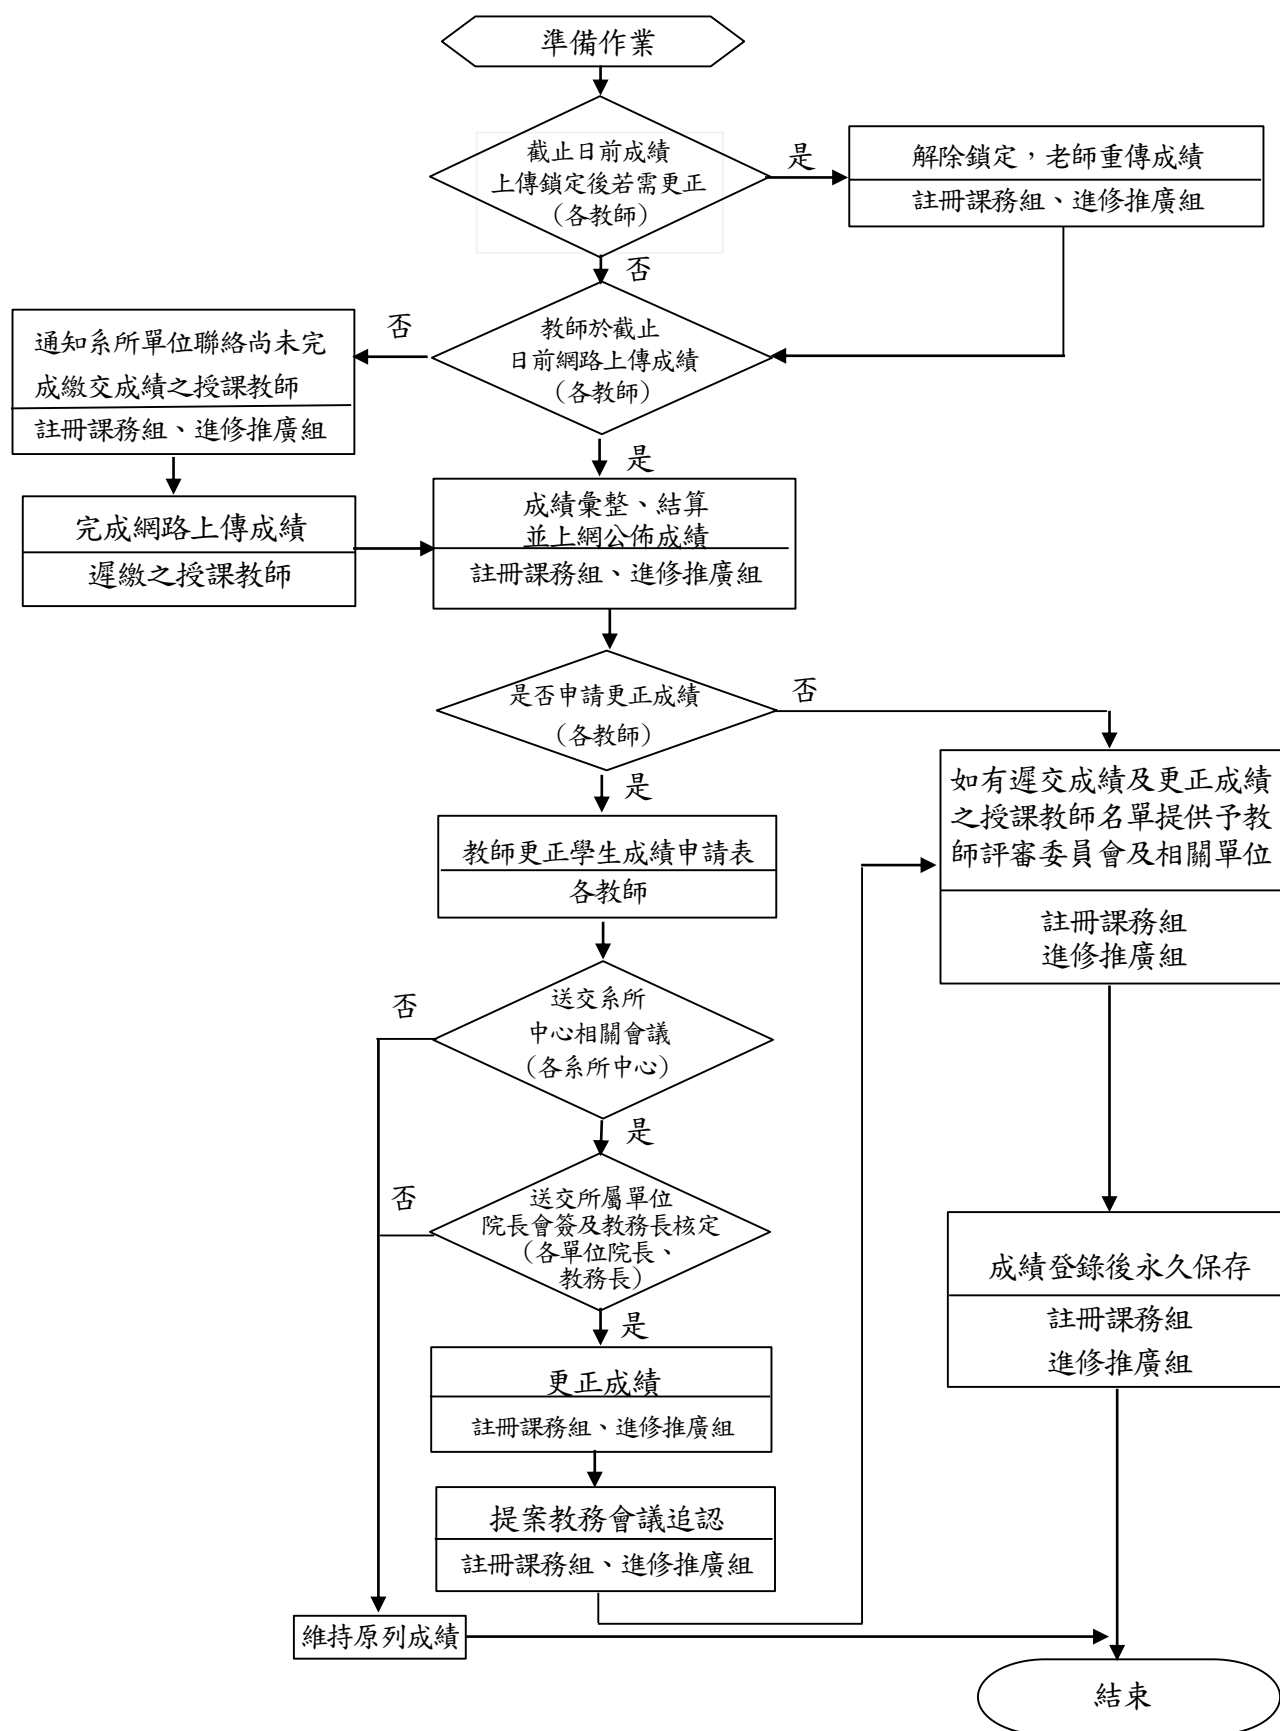 準備作業
截止日前成績
上傳鎖定後若需更正
（各教師）
是
解除鎖定，老師重傳成績
註冊課務組、進修推廣組
否
教師於截止
日前網路上傳成績
（各教師）
否
通知系所單位聯絡尚未完
成繳交成績之授課教師
註冊課務組、進修推廣組
是
完成網路上傳成績
遲繳之授課教師
成績彙整、結算
並上網公佈成績
註冊課務組、進修推廣組
是否申請更正成績
（各教師）
否
是
如有遲交成績及更正成績
之授課教師名單提供予教
師評審委員會及相關單位
註冊課務組
進修推廣組
教師更正學生成績申請表
各教師
送交系所
中心相關會議
（各系所中心）
否
是
送交所屬單位
院長會簽及教務長核定
（各單位院長、
教務長）
否
是
成績登錄後永久保存
註冊課務組
進修推廣組
更正成績
註冊課務組、進修推廣組
提案教務會議追認
註冊課務組、進修推廣組
維持原列成績
結束